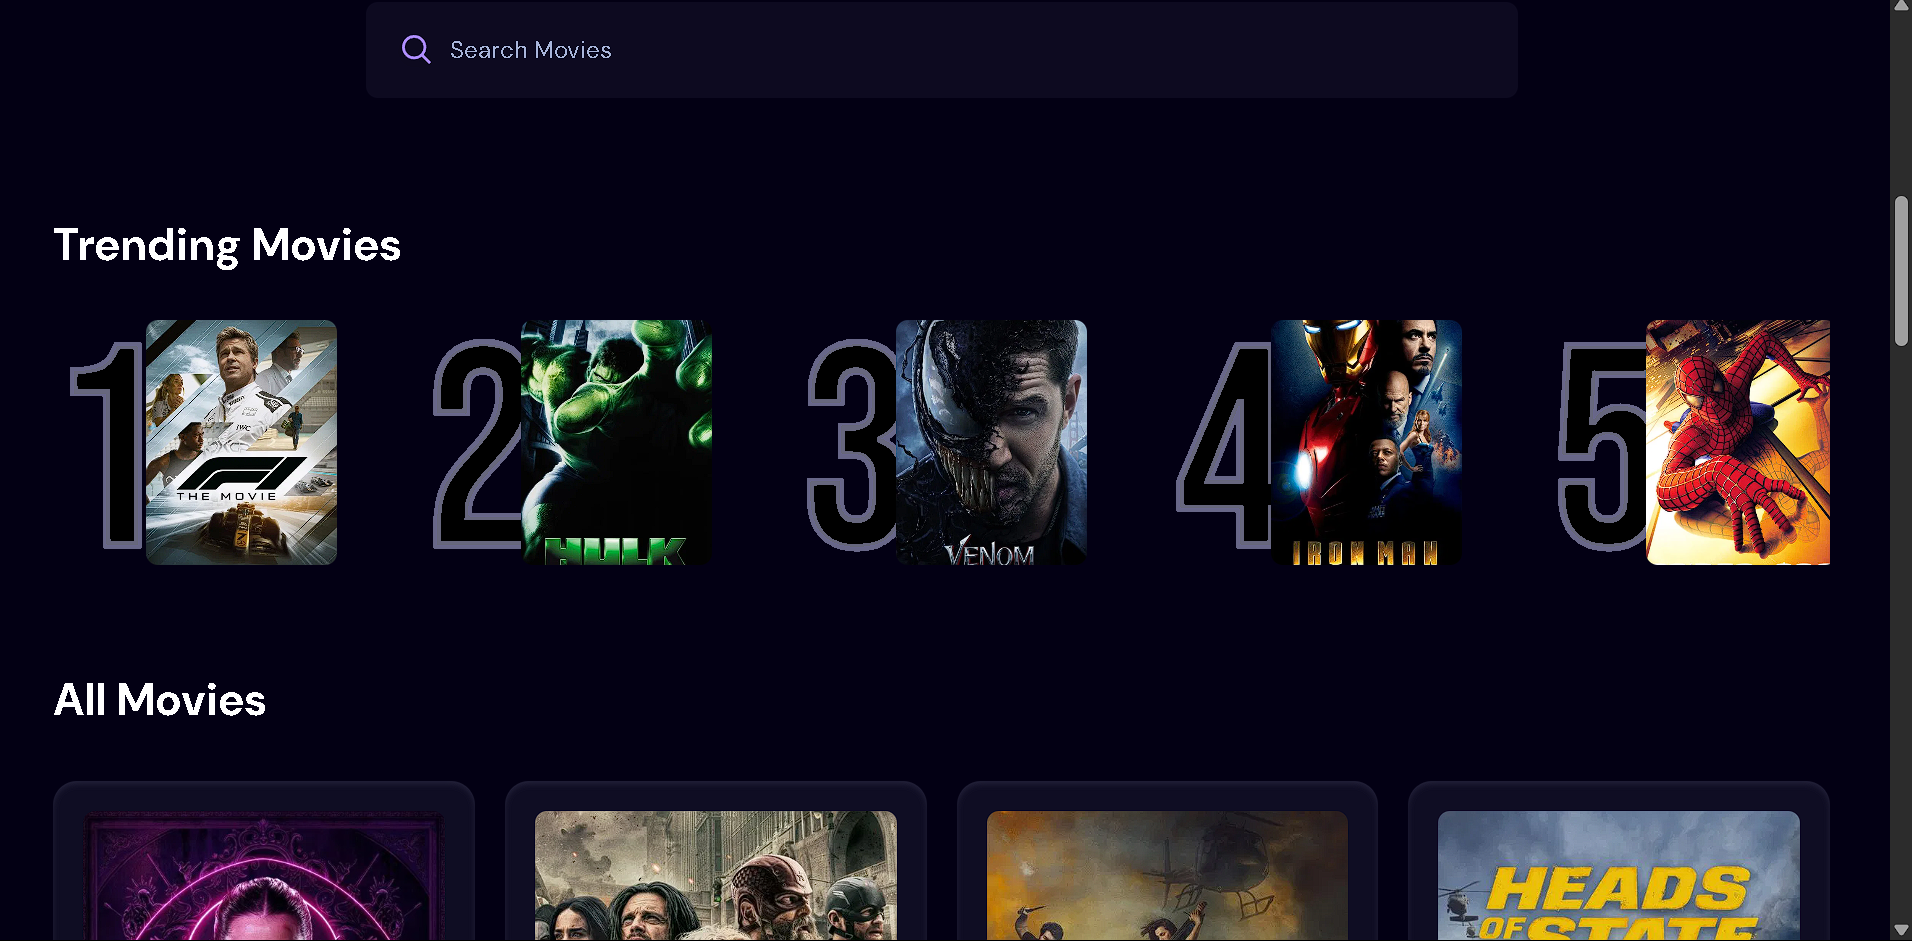 Search Movies
Trending Movies
1
2
3
4
5
IWC
F1
THE MOVIE
HULK
VENOM
IRON MAN
All Movies
HEADS
OF STATE